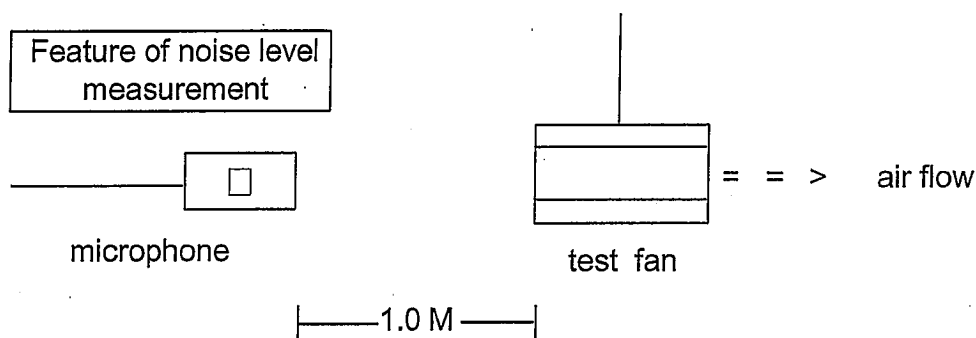 Feature of noise level
measurement
= = > air flow
microphone
test fan
1.0 M